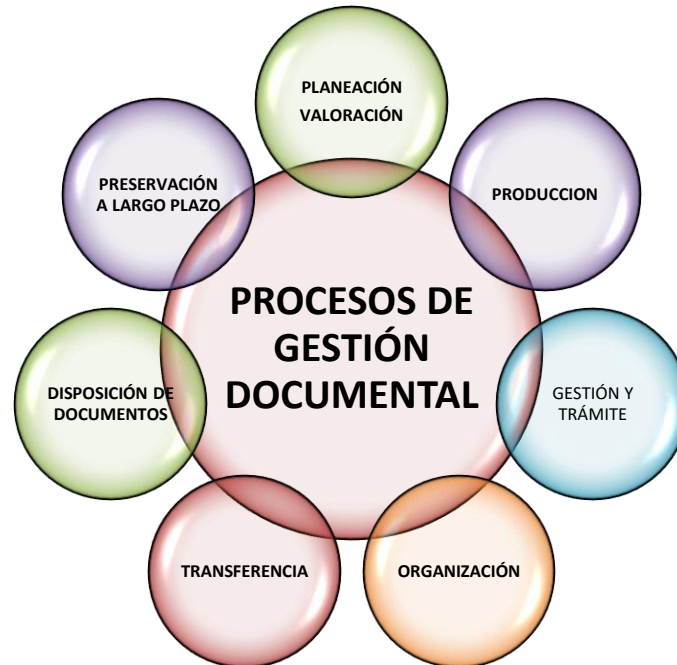 PLANEACIÓN
VALORACIÓN
PRESERVACIÓN
A LARGO PLAZO
PRODUCCION
PROCESOS DE
GESTIÓN
DOCUMENTAL
DISPOSICIÓN DE
DOCUMENTOS
GESTIÓN Y
TRÁMITE
TRANSFERENCIA
ORGANIZACIÓN